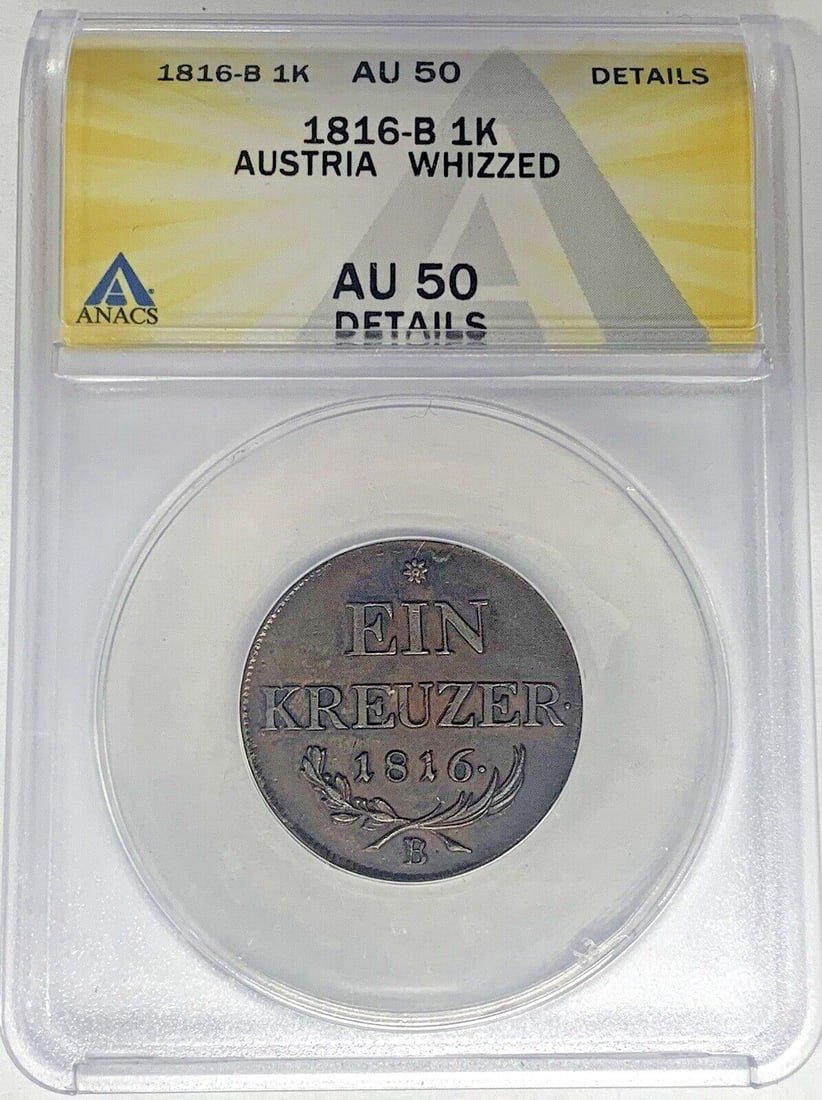 1816-B 1K AU 50 DETAILS
1816-B 1K
AUSTRIA WHIZZED
AU 50
DETAILS
ANACS
EIN
KREUZER·
1816·
B